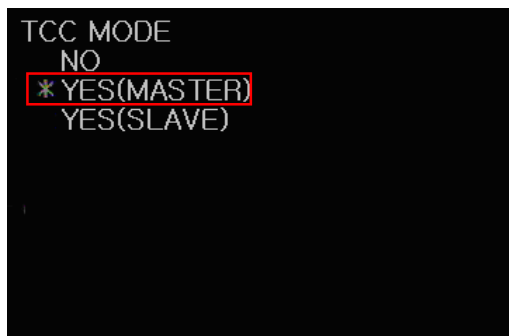 TCC MODE
NO
* YES(MASTER)
YES(SLAVE)